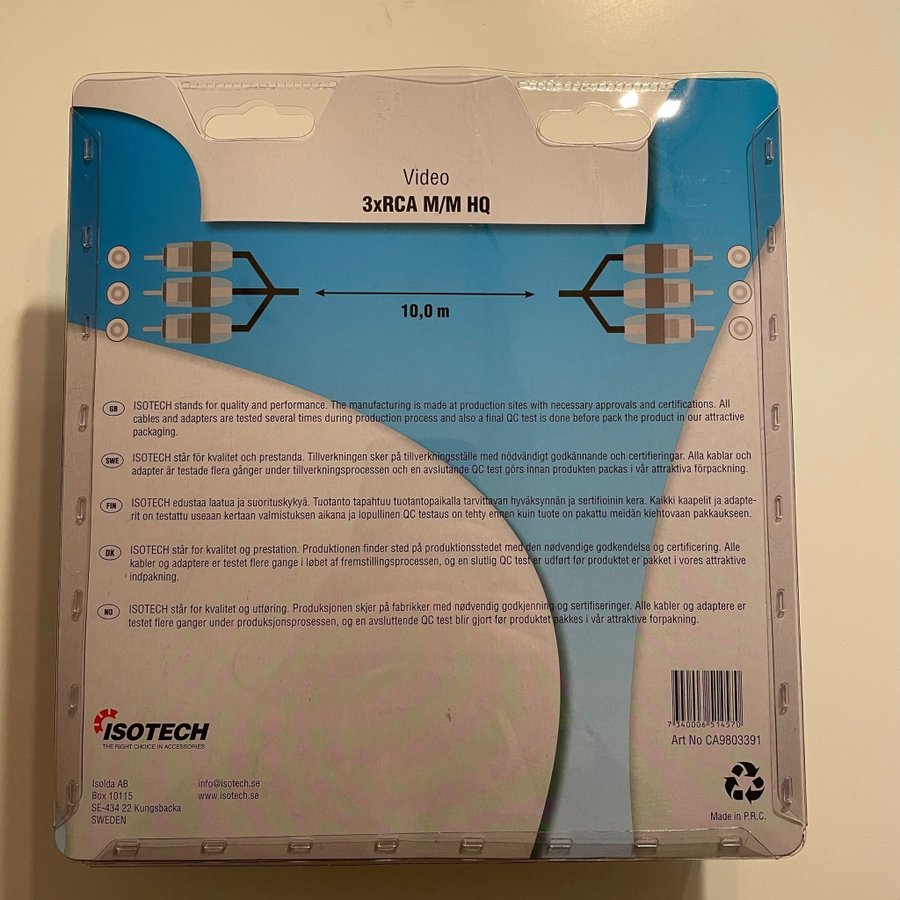 Video
3xRCA M/M HQ
10,0 m
GB
ISOTECH stands for quality and performance. The manufacturing is made at production sites with necessary approvals and certifications. All
cables and adapters are tested several times during production process and also a final QC test is done before pack the product in our attractive
packaging.
SWE
ISOTECH står för kvalitet och prestanda. Tillverkningen sker på tillverkningsställe med nödvändigt godkännande och certifieringar. Alla kablar och
adapter är testade flera gånger under tillverkningsprocessen och en avslutande QC test görs innan produkten packas i vår attraktiva förpackning.
FIN
ISOTECH edustaa laatua ja suorituskykyä. Tuotanto tapahtuu tuotantopaikalla tarvittavan hyväksynnän ja sertifioinin kera. Kaikki kaapelit ja adapte-
rit on testattu useaan kertaan valmistuksen aikana ja lopullinen QC testaus on tehty ennen kuin tuote on pakattu meidän kiehtovaan pakkaukseen.
DK
ISOTECH står for kvalitet og prestation. Produktionen finder sted på produktionsstedet med den nødvendige godkendelse og certificering. Alle
kabler og adaptere er testet flere gange i løbet af fremstillingsprocessen, og en slutlig QC test er udført før produktet er pakket i vores attraktive
indpakning.
NO
ISOTECH står for kvalitet og utføring. Produksjonen skjer på fabrikker med nødvendig godkjenning og sertifiseringer. Alle kabler og adaptere er
testet flere ganger under produksjonsprosessen, og en avsluttende QC test blir gjort før produktet pakkes i vår attraktive forpakning.
7 340006 514570
Art No CA9803391
ISOTECH
THE RIGHT CHOICE IN ACCESSORIES
Isolda AB
Box 10115
SE-434 22 Kungsbacka
SWEDEN
info@isotech.se
www.isotech.se
Made in P.R.C.